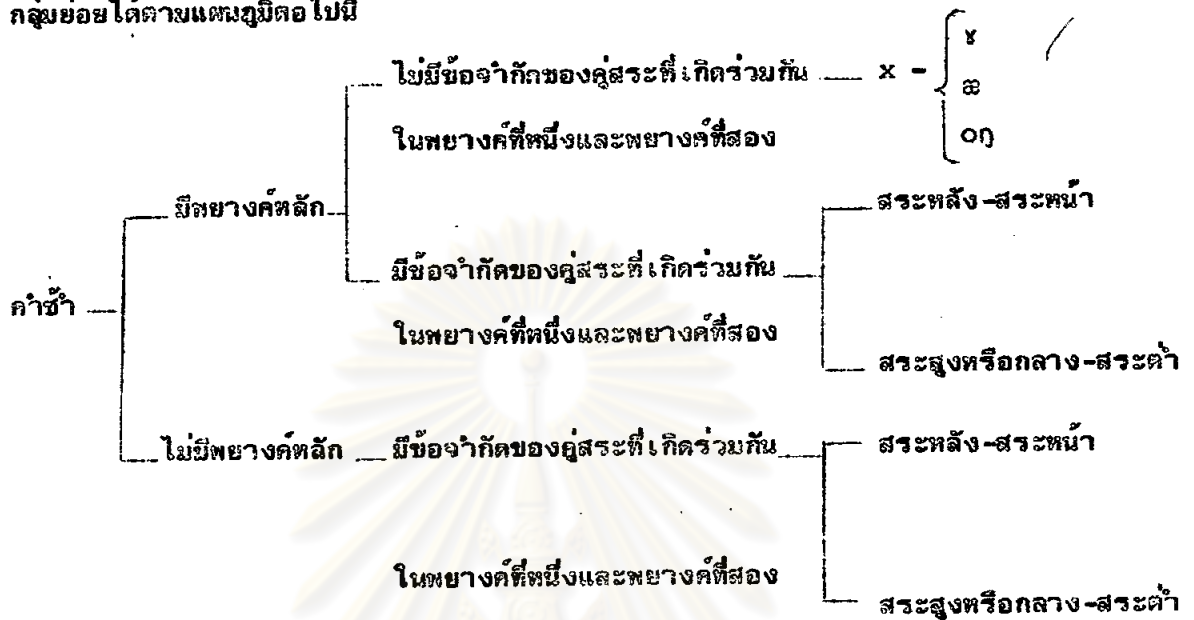 กลุ่มย่อยได้ตามแผนภูมิต่อไปนี้
ไม่มีข้อจำกัดของคู่สระที่เกิดร่วมกัน x - ɤ
æ
ในพยางค์ที่หนึ่งและพยางค์ที่สอง ɔŋ
มีพยางค์หลัก สระหลัง-สระหน้า
มีข้อจำกัดของคู่สระที่เกิดร่วมกัน
คำซ้ำ
ในพยางค์ที่หนึ่งและพยางค์ที่สอง
สระสูงหรือกลาง-สระต่ำ
ไม่มีพยางค์หลัก มีข้อจำกัดของคู่สระที่เกิดร่วมกัน สระหลัง-สระหน้า
ในพยางค์ที่หนึ่งและพยางค์ที่สอง
สระสูงหรือกลาง-สระต่ำ